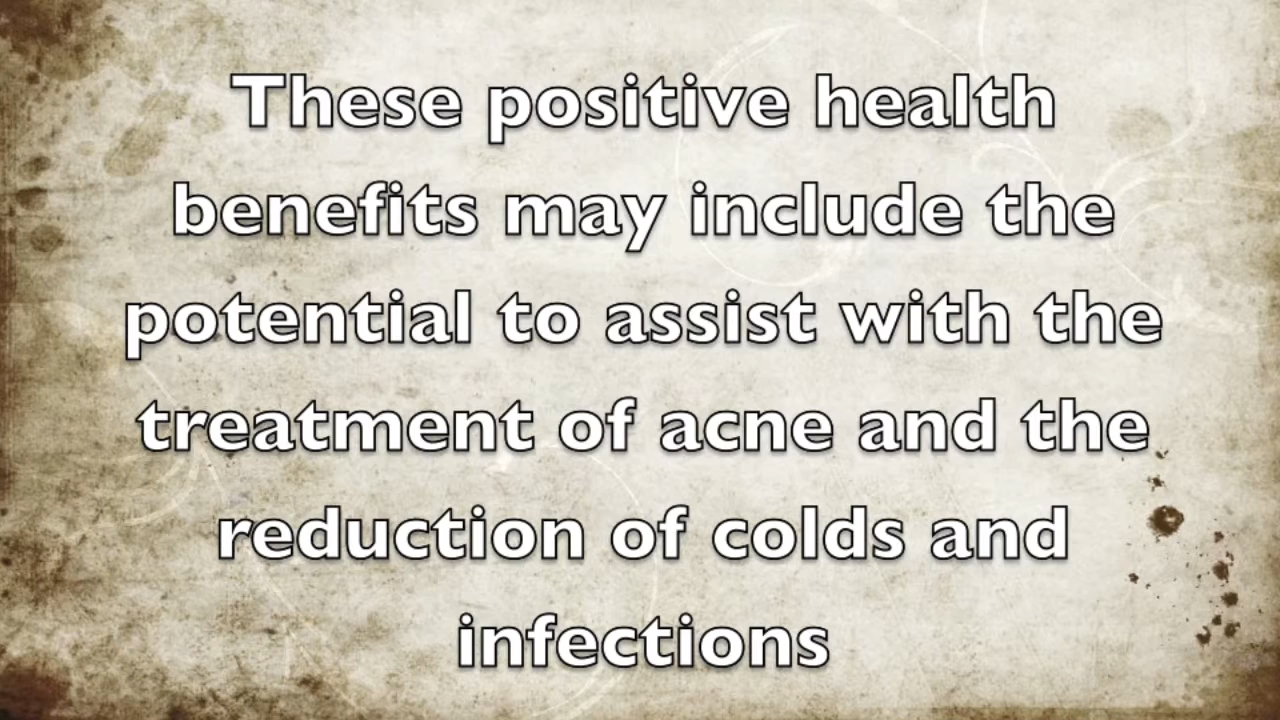 These positive health
benefits may include the
potential to assist with the
treatment of acne and the
reduction of colds and
infections